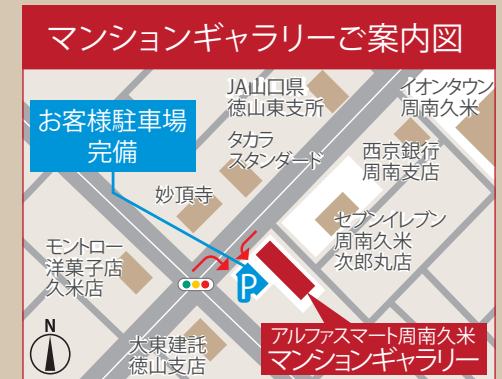 マンションギャラリーご案内図
JA山口県
徳山東支所
イオンタウン
周南久米
お客様駐車場
完備
タカラ
スタンダード
西京銀行
周南支店
妙頂寺
セブンイレブン
周南久米
次郎丸店
モントロー
洋菓子店
久米店
P
N
大東建託
徳山支店
アルファスマート周南久米
マンションギャラリー